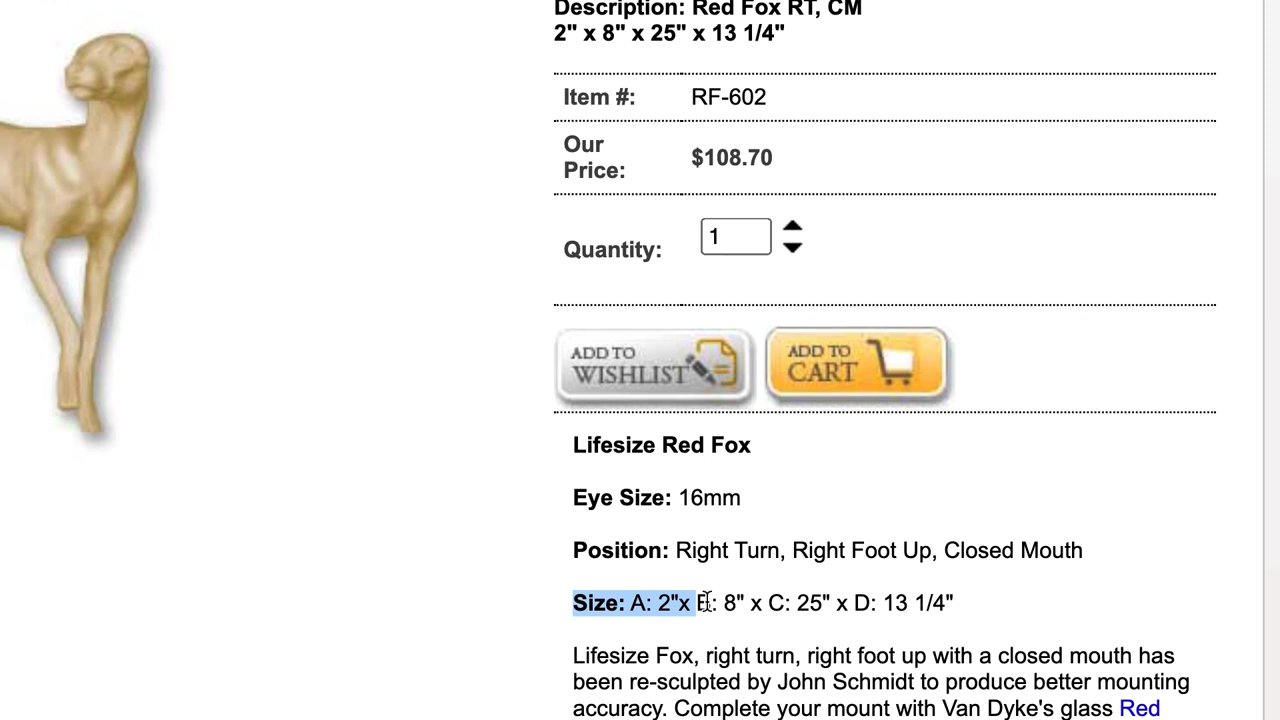 Description: Red Fox RT, CM
2" x 8" x 25" x 13 1/4"
Item #: RF-602
Our
Price: $108.70
Quantity: 1
ADD TO
WISHLIST
ADD TO
CART
Lifesize Red Fox
Eye Size: 16mm
Position: Right Turn, Right Foot Up, Closed Mouth
Size: A: 2"x B: 8" x C: 25" x D: 13 1/4"
Lifesize Fox, right turn, right foot up with a closed mouth has
been re-sculpted by John Schmidt to produce better mounting
accuracy. Complete your mount with Van Dyke's glass Red